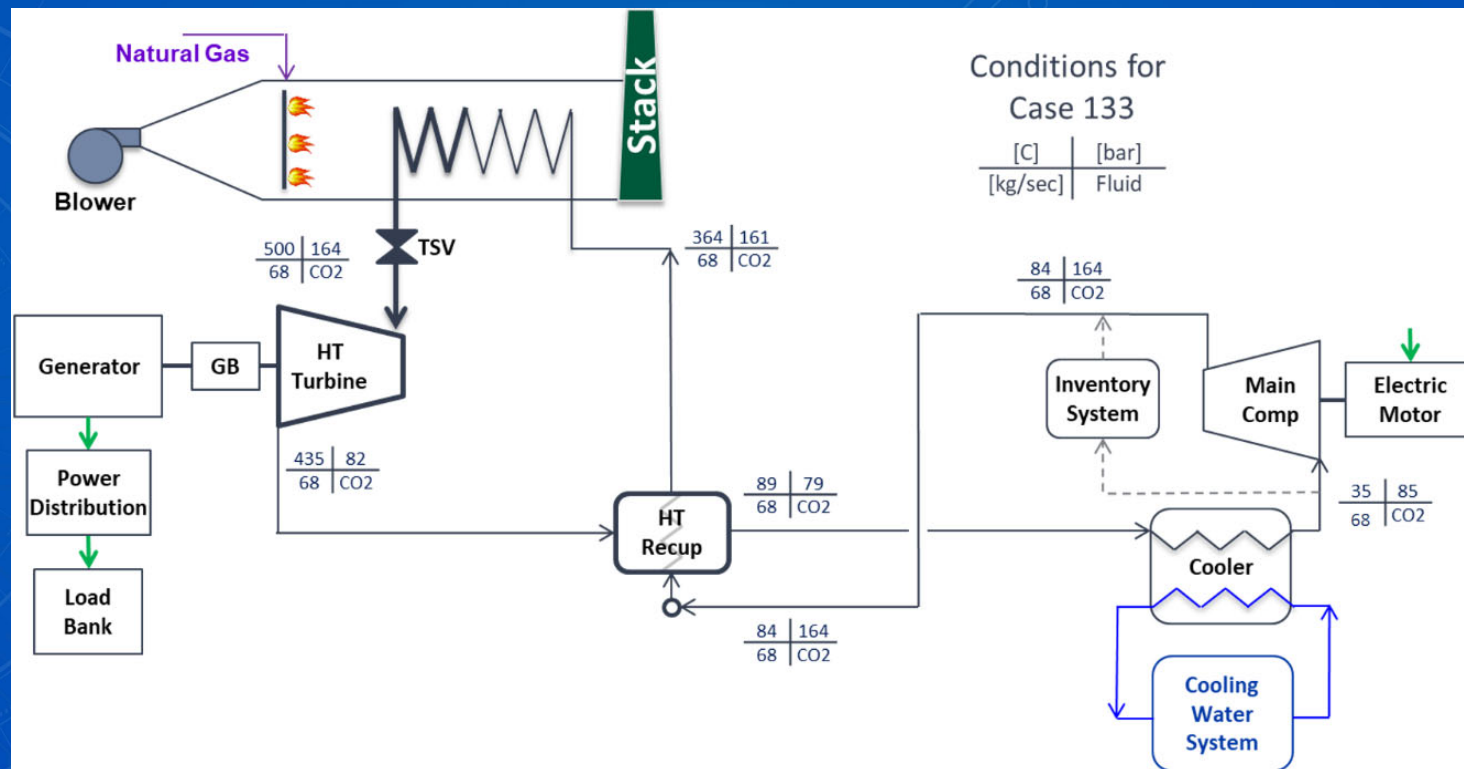 Natural Gas
Blower
Stack
Conditions for
Case 133
[C] [bar]
[kg/sec] Fluid
TSV
500 164
68 CO2
364 161
68 CO2
84 164
68 CO2
Generator
GB
HT
Turbine
Inventory
System
Main
Comp
Electric
Motor
435 82
68 CO2
Power
Distribution
Load
Bank
HT
Recup
89 79
68 CO2
35 85
68 CO2
Cooler
84 164
68 CO2
Cooling
Water
System